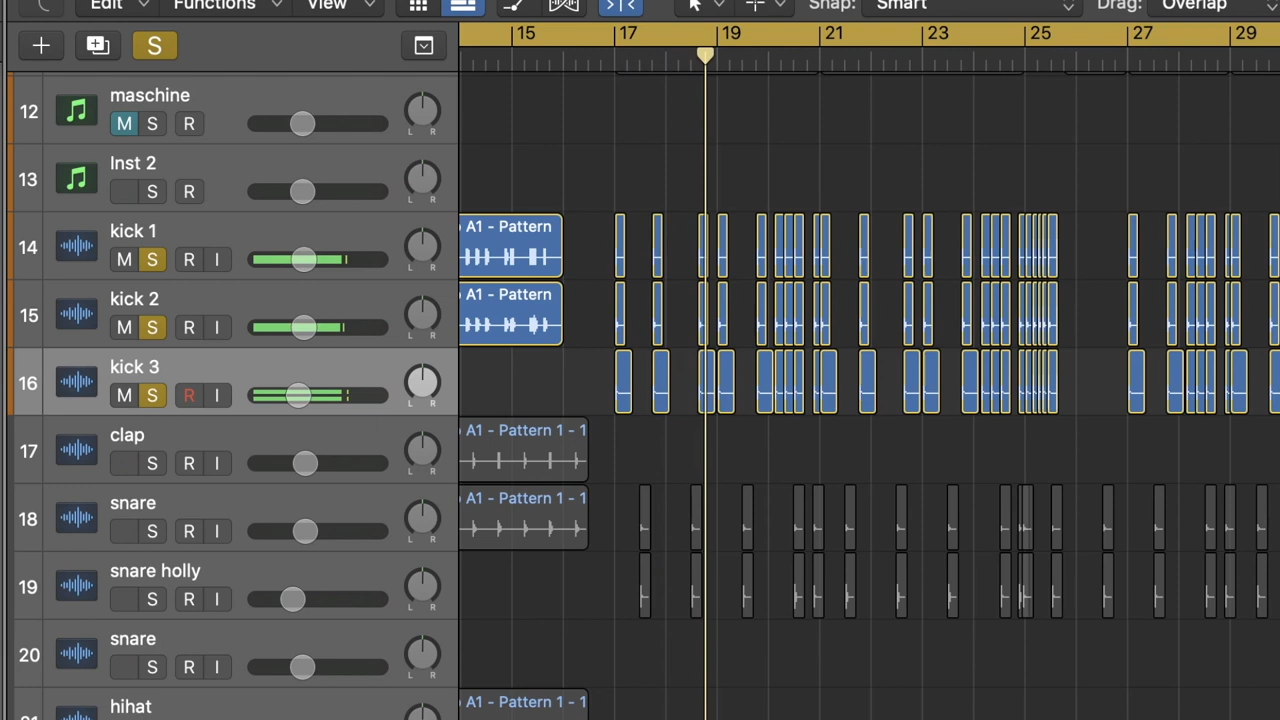 Edit Functions View Snap: Smart Drag: Overlap
S
15 17 19 21 23 25 27 29
12 maschine
M S R L R
13 Inst 2
S R L R
14 kick 1
M S R I L R
A1 - Pattern
15 kick 2
M S R I L R
A1 - Pattern
16 kick 3
M S R I L R
17 clap
S R I L R
A1 - Pattern 1 - 1
18 snare
S R I L R
A1 - Pattern 1 - 1
19 snare holly
S R I L R
20 snare
S R I L R
21 hihat
A1 - Pattern 1 - 1